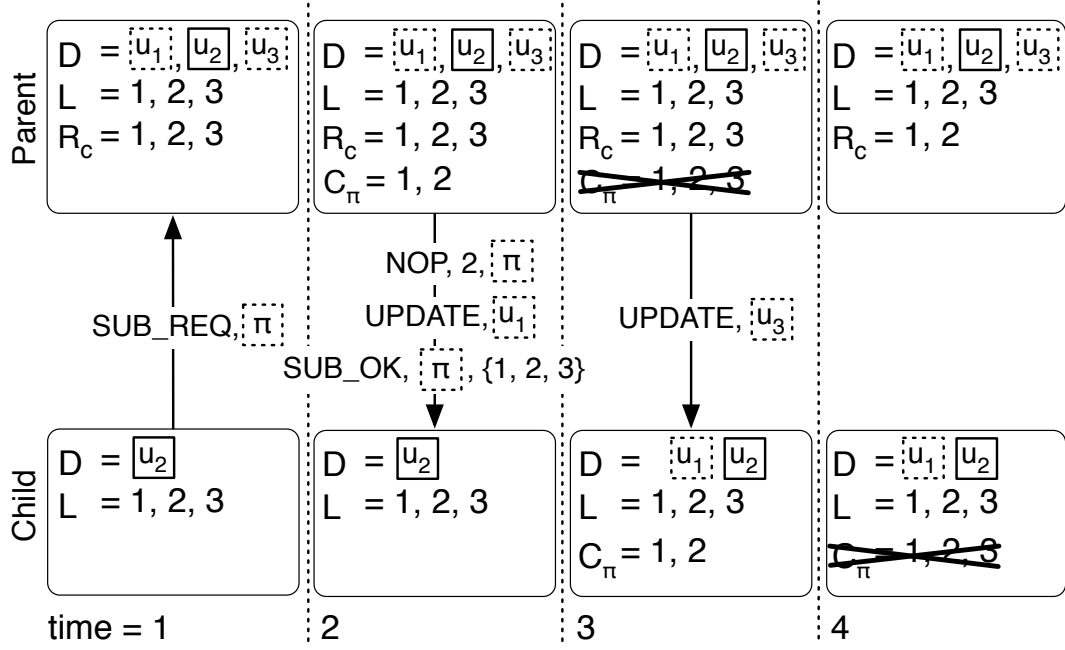 Parent
D = u1, u2, u3
L = 1, 2, 3
Rc = 1, 2, 3
D = u1, u2, u3
L = 1, 2, 3
Rc = 1, 2, 3
Cπ = 1, 2
D = u1, u2, u3
L = 1, 2, 3
Rc = 1, 2, 3
Cπ = 1, 2, 3
D = u1, u2, u3
L = 1, 2, 3
Rc = 1, 2
SUB_REQ, π
NOP, 2, π
UPDATE, u1
SUB_OK, π , {1, 2, 3}
UPDATE, u3
Child
D = u2
L = 1, 2, 3
D = u2
L = 1, 2, 3
D = u1 u2
L = 1, 2, 3
Cπ = 1, 2
D = u1 u2
L = 1, 2, 3
Cπ = 1, 2, 3
time = 1
2
3
4